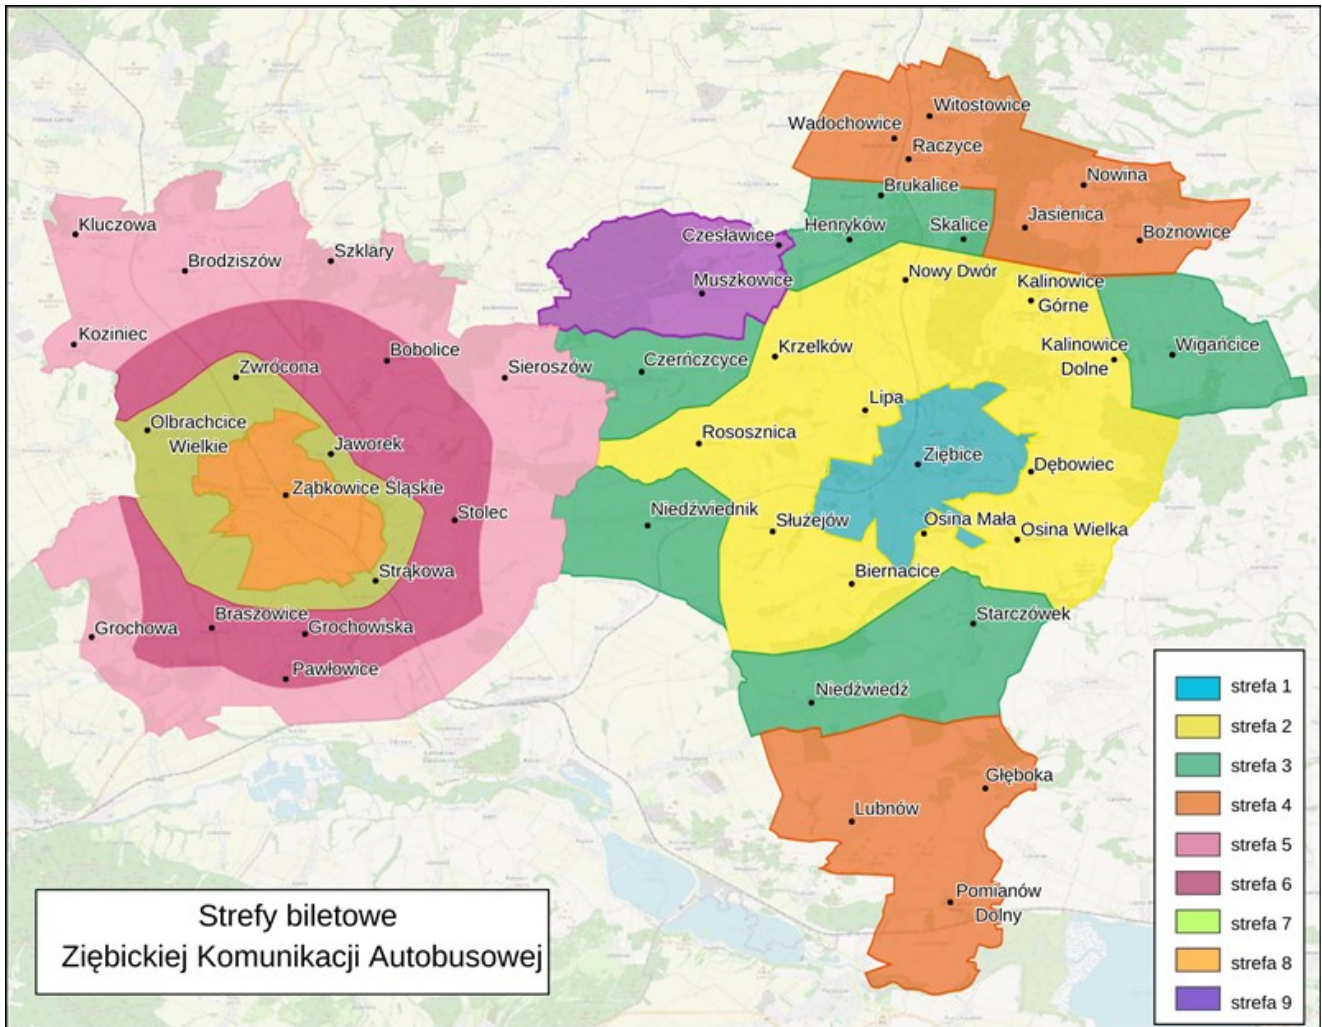 Witostowice
Wadochowice
Raczyce
Nowina
Brukalice
Jasienica
Henryków
Skalice
Bożnowice
Kluczowa
Czesławice
Szklary
Brodziszów
Nowy Dwór
Muszkowice
Kalinowice
Górne
Koziniec
Bobolice
Krzelków
Kalinowice
Dolne
Wigańcice
Zwrócona
Sieroszów
Czerńczcyce
Lipa
Olbrachcice
Wielkie
Jaworek
Rososznica
Ziębice
Dębowiec
Ząbkowice Śląskie
Stolec
Niedźwiednik
Służejów
Osina Mała
Osina Wielka
Strąkowa
Biernacice
Braszowice
Grochowa
Grochowiska
Starczówek
Pawłowice
Niedźwiedź
Głęboka
Lubnów
Pomianów
Dolny
strefa 1
strefa 2
strefa 3
strefa 4
strefa 5
strefa 6
strefa 7
strefa 8
strefa 9
Strefy biletowe
Ziębickiej Komunikacji Autobusowej